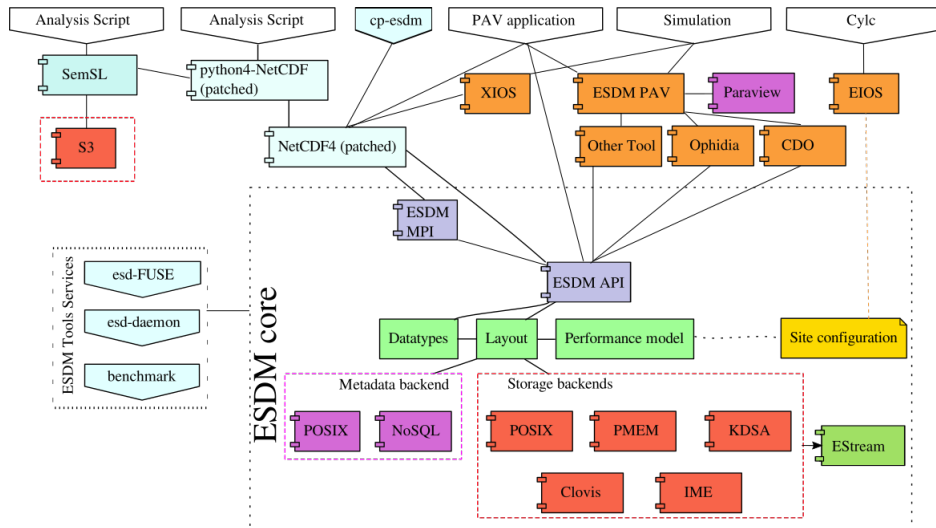 Analysis Script
Analysis Script
cp-esdm
PAV application
Simulation
Cylc
SemSL
python4-NetCDF
(patched)
XIOS
ESDM PAV
Paraview
EIOS
S3
NetCDF4 (patched)
Other Tool
Ophidia
CDO
ESDM
MPI
ESDM Tools Services
esd-FUSE
esd-daemon
benchmark
ESDM core
ESDM API
Datatypes
Layout
Performance model
Site configuration
Metadata backend
Storage backends
POSIX
NoSQL
POSIX
PMEM
KDSA
EStream
Clovis
IME